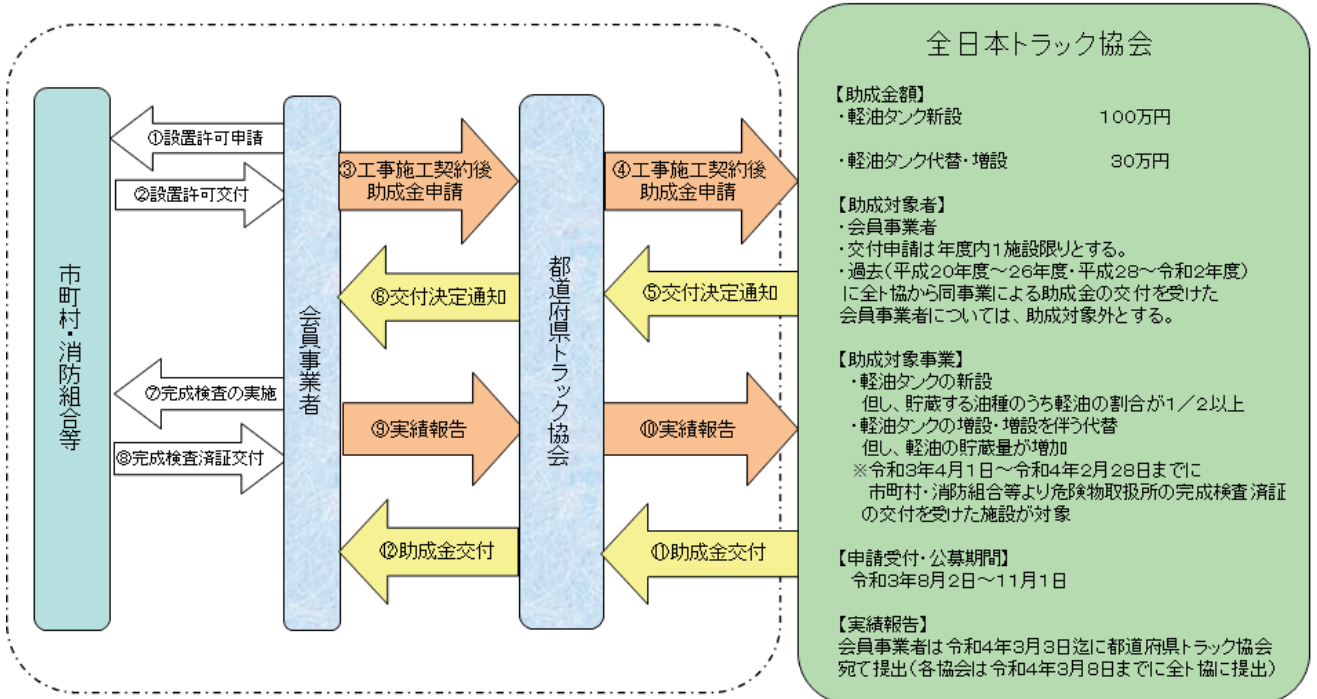 市町村・消防組合等
①設置許可申請
②設置許可交付
⑦完成検査の実施
⑧完成検査済証交付
会員事業者
③工事施工契約後
助成金申請
⑥交付決定通知
⑨実績報告
⑫助成金交付
都道府県トラック協会
④工事施工契約後
助成金申請
⑤交付決定通知
⑩実績報告
⑪助成金交付
全日本トラック協会
【助成金額】
・軽油タンク新設 100万円
・軽油タンク代替・増設 30万円
【助成対象者】
・会員事業者
・交付申請は年度内1施設限りとする。
・過去(平成20年度～26年度・平成28～令和2年度)
に全ト協から同事業による助成金の交付を受けた
会員事業者については、助成対象外とする。
【助成対象事業】
・軽油タンクの新設
但し、貯蔵する油種のうち軽油の割合が1／2以上
・軽油タンクの増設・増設を伴う代替
但し、軽油の貯蔵量が増加
※令和3年4月1日～令和4年2月28日までに
市町村・消防組合等より危険物取扱所の完成検査済証
の交付を受けた施設が対象
【申請受付・公募期間】
令和3年8月2日～11月1日
【実績報告】
会員事業者は令和4年3月3日迄に都道府県トラック協会
宛て提出(各協会は令和4年3月8日までに全ト協に提出)